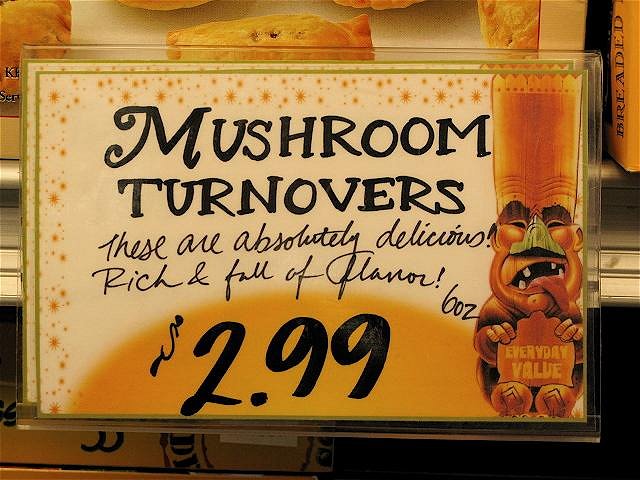 BREADED
MUSHROOM
TURNOVERS
These are absolutely delicious!
Rich & full of flavor!
6oz
$2.99
EVERYDAY
VALUE